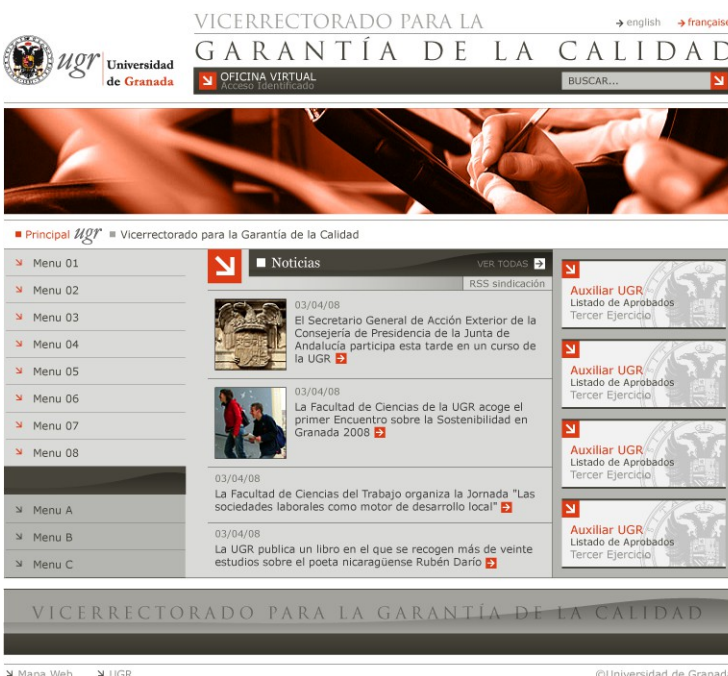 VICERRECTORADO PARA LA
english
française
GARANTÍA DE LA CALIDAD
ugr
Universidad
de Granada
OFICINA VIRTUAL
Acceso Identificado
BUSCAR...
Principal ugr Vicerrectorado para la Garantía de la Calidad
Menu 01
Menu 02
Menu 03
Menu 04
Menu 05
Menu 06
Menu 07
Menu 08
Menu A
Menu B
Menu C
Noticias
VER TODAS
RSS sindicación
03/04/08
El Secretario General de Acción Exterior de la
Consejería de Presidencia de la Junta de
Andalucía participa esta tarde en un curso de
la UGR
03/04/08
La Facultad de Ciencias de la UGR acoge el
primer Encuentro sobre la Sostenibilidad en
Granada 2008
03/04/08
La Facultad de Ciencias del Trabajo organiza la Jornada "Las
sociedades laborales como motor de desarrollo local"
03/04/08
La UGR publica un libro en el que se recogen más de veinte
estudios sobre el poeta nicaragüense Rubén Darío
Auxiliar UGR
Listado de Aprobados
Tercer Ejercicio
Auxiliar UGR
Listado de Aprobados
Tercer Ejercicio
Auxiliar UGR
Listado de Aprobados
Tercer Ejercicio
Auxiliar UGR
Listado de Aprobados
Tercer Ejercicio
VICERRECTORADO PARA LA GARANTÍA DE LA CALIDAD
Mapa Web
UGR
©Universidad de Granada